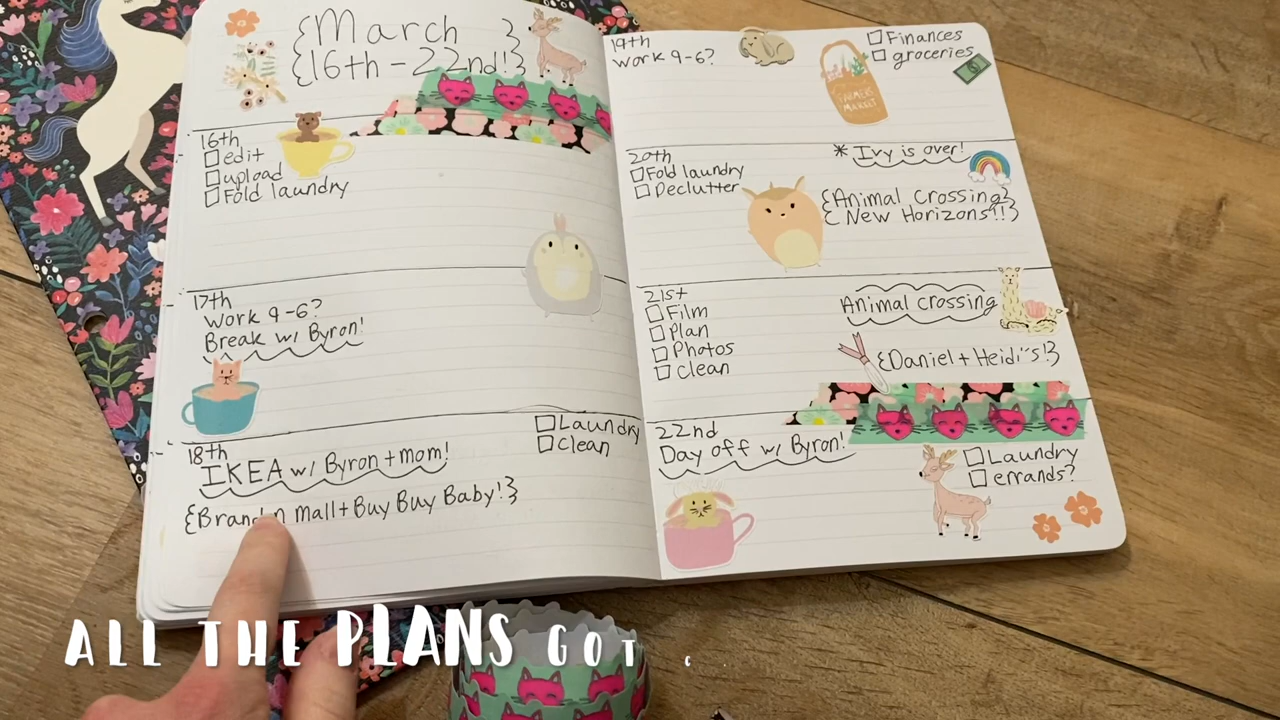 {March }
{16th - 22nd!}
16th
edit
upload
Fold laundry
17th
Work 9-6?
Break w/ Byron!
18th
IKEA w/ Byron + mom!
{Brandon Mall + Buy Buy Baby!}
Laundry
Clean
19th
Work 9-6?
Finances
groceries
FARMERS
MARKET
20th
Fold laundry
Declutter
* Ivy is over!
{Animal Crossing}
{New Horizons!!}
21st
Film
Plan
Photos
Clean
Animal Crossing
{Daniel + Heidi's!}
22nd
Day off w/ Byron!
Laundry
errands?
ALL THE PLANS GOT C